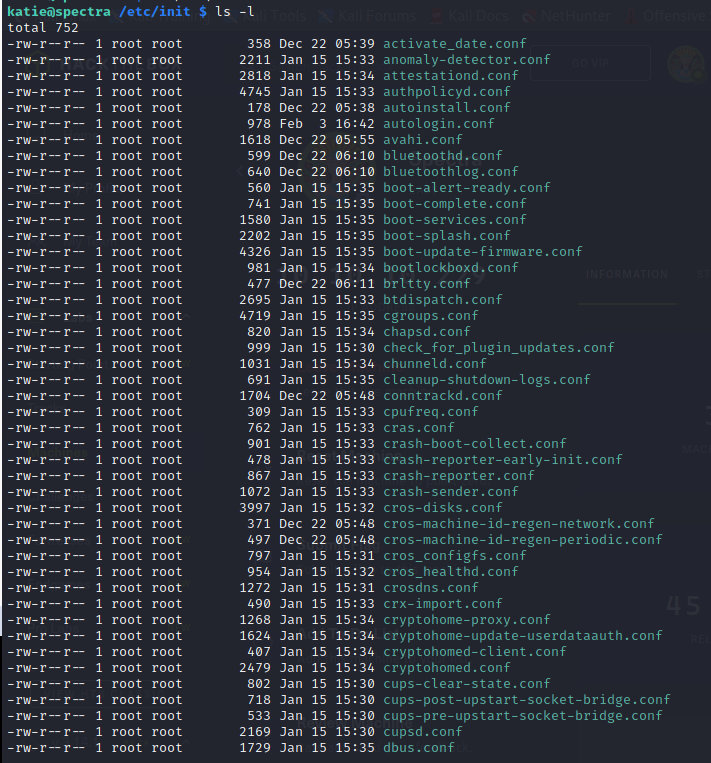 katie@spectra /etc/init $ ls -l
total 752
-rw-r--r-- 1 root root 358 Dec 22 05:39 activate_date.conf
-rw-r--r-- 1 root root 2211 Jan 15 15:33 anomaly-detector.conf
-rw-r--r-- 1 root root 2818 Jan 15 15:34 attestationd.conf
-rw-r--r-- 1 root root 4745 Jan 15 15:33 authpolicyd.conf
-rw-r--r-- 1 root root 178 Dec 22 05:38 autoinstall.conf
-rw-r--r-- 1 root root 978 Feb 3 16:42 autologin.conf
-rw-r--r-- 1 root root 1618 Dec 22 05:55 avahi.conf
-rw-r--r-- 1 root root 599 Dec 22 06:10 bluetoothd.conf
-rw-r--r-- 1 root root 640 Dec 22 06:10 bluetoothlog.conf
-rw-r--r-- 1 root root 560 Jan 15 15:35 boot-alert-ready.conf
-rw-r--r-- 1 root root 741 Jan 15 15:35 boot-complete.conf
-rw-r--r-- 1 root root 1580 Jan 15 15:35 boot-services.conf
-rw-r--r-- 1 root root 2202 Jan 15 15:35 boot-splash.conf
-rw-r--r-- 1 root root 4326 Jan 15 15:35 boot-update-firmware.conf
-rw-r--r-- 1 root root 981 Jan 15 15:34 bootlockboxd.conf
-rw-r--r-- 1 root root 477 Dec 22 06:11 brltty.conf
-rw-r--r-- 1 root root 2695 Jan 15 15:33 btdispatch.conf
-rw-r--r-- 1 root root 4719 Jan 15 15:35 cgroups.conf
-rw-r--r-- 1 root root 820 Jan 15 15:34 chapsd.conf
-rw-r--r-- 1 root root 999 Jan 15 15:30 check_for_plugin_updates.conf
-rw-r--r-- 1 root root 1031 Jan 15 15:34 chunneld.conf
-rw-r--r-- 1 root root 691 Jan 15 15:35 cleanup-shutdown-logs.conf
-rw-r--r-- 1 root root 1704 Dec 22 05:48 conntrackd.conf
-rw-r--r-- 1 root root 309 Jan 15 15:33 cpufreq.conf
-rw-r--r-- 1 root root 762 Jan 15 15:33 cras.conf
-rw-r--r-- 1 root root 901 Jan 15 15:33 crash-boot-collect.conf
-rw-r--r-- 1 root root 478 Jan 15 15:33 crash-reporter-early-init.conf
-rw-r--r-- 1 root root 867 Jan 15 15:33 crash-reporter.conf
-rw-r--r-- 1 root root 1072 Jan 15 15:33 crash-sender.conf
-rw-r--r-- 1 root root 3997 Jan 15 15:32 cros-disks.conf
-rw-r--r-- 1 root root 371 Dec 22 05:48 cros-machine-id-regen-network.conf
-rw-r--r-- 1 root root 497 Dec 22 05:48 cros-machine-id-regen-periodic.conf
-rw-r--r-- 1 root root 797 Jan 15 15:31 cros_configfs.conf
-rw-r--r-- 1 root root 954 Jan 15 15:32 cros_healthd.conf
-rw-r--r-- 1 root root 1272 Jan 15 15:31 crosdns.conf
-rw-r--r-- 1 root root 490 Jan 15 15:33 crx-import.conf
-rw-r--r-- 1 root root 1268 Jan 15 15:34 cryptohome-proxy.conf
-rw-r--r-- 1 root root 1624 Jan 15 15:34 cryptohome-update-userdataauth.conf
-rw-r--r-- 1 root root 407 Jan 15 15:34 cryptohomed-client.conf
-rw-r--r-- 1 root root 2479 Jan 15 15:34 cryptohomed.conf
-rw-r--r-- 1 root root 802 Jan 15 15:30 cups-clear-state.conf
-rw-r--r-- 1 root root 718 Jan 15 15:30 cups-post-upstart-socket-bridge.conf
-rw-r--r-- 1 root root 533 Jan 15 15:30 cups-pre-upstart-socket-bridge.conf
-rw-r--r-- 1 root root 2169 Jan 15 15:30 cupsd.conf
-rw-r--r-- 1 root root 1729 Jan 15 15:35 dbus.conf